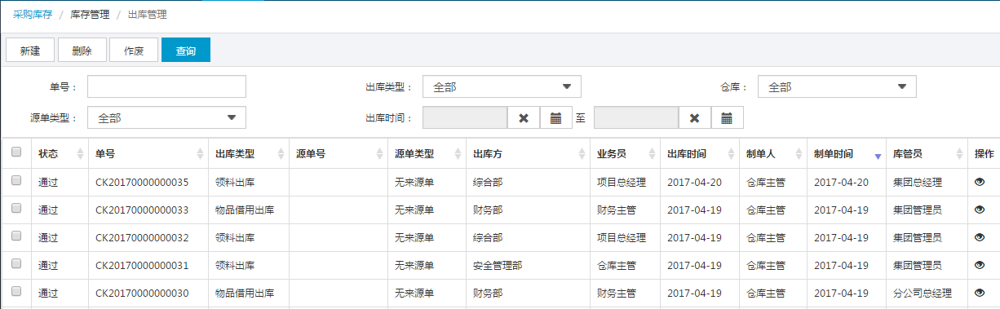 采购库存 / 库存管理 / 出库管理
新建 删除 作废 查询
单号： 出库类型： 全部 仓库： 全部
源单类型： 全部 出库时间： 至
状态 单号 出库类型 源单号 源单类型 出库方 业务员 出库时间 制单人 制单时间 库管员 操作
通过 CK20170000000035 领料出库 无来源单 综合部 项目总经理 2017-04-20 仓库主管 2017-04-20 集团总经理
通过 CK20170000000033 物品借用出库 无来源单 财务部 财务主管 2017-04-19 仓库主管 2017-04-19 集团管理员
通过 CK20170000000032 领料出库 无来源单 综合部 项目总经理 2017-04-19 仓库主管 2017-04-19 集团管理员
通过 CK20170000000031 领料出库 无来源单 安全管理部 仓库主管 2017-04-19 仓库主管 2017-04-19 集团管理员
通过 CK20170000000030 物品借用出库 无来源单 财务部 财务主管 2017-04-19 仓库主管 2017-04-19 分公司总经理